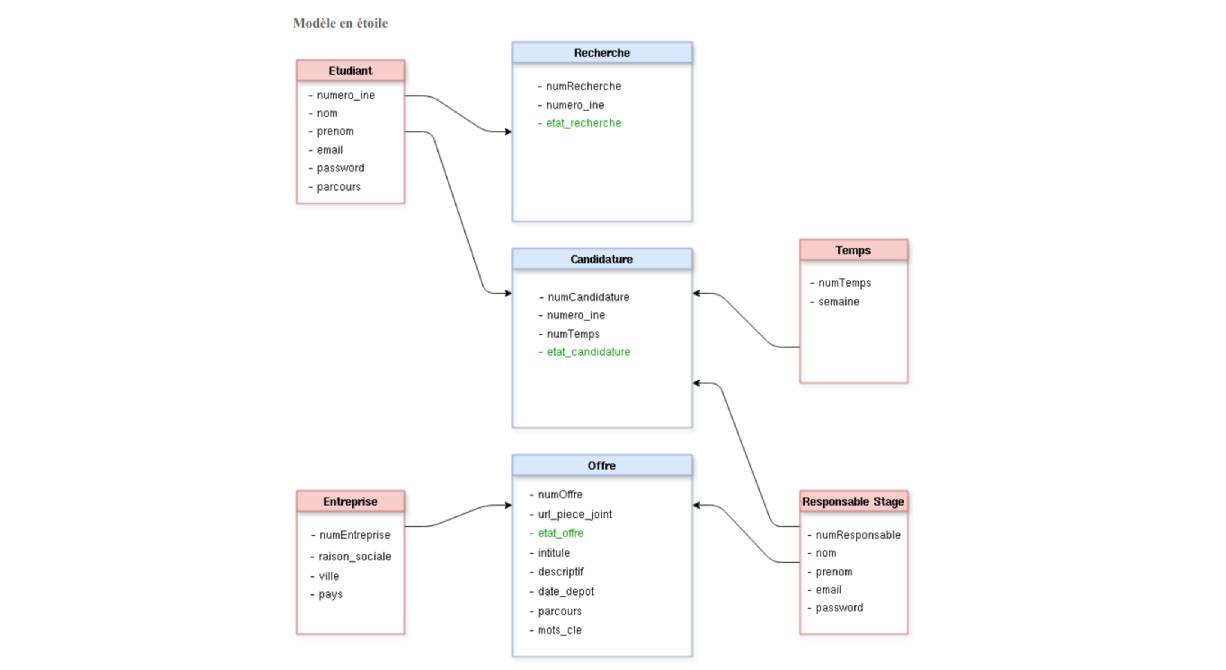 Modèle en étoile
Etudiant
- numero_ine
- nom
- prenom
- email
- password
- parcours
Recherche
- numRecherche
- numero_ine
- etat_recherche
Candidature
- numCandidature
- numero_ine
- numTemps
- etat_candidature
Temps
- numTemps
- semaine
Entreprise
- numEntreprise
- raison_sociale
- ville
- pays
Offre
- numOffre
- url_piece_joint
- etat_offre
- intitule
- descriptif
- date_depot
- parcours
- mots_cle
Responsable Stage
- numResponsable
- nom
- prenom
- email
- password